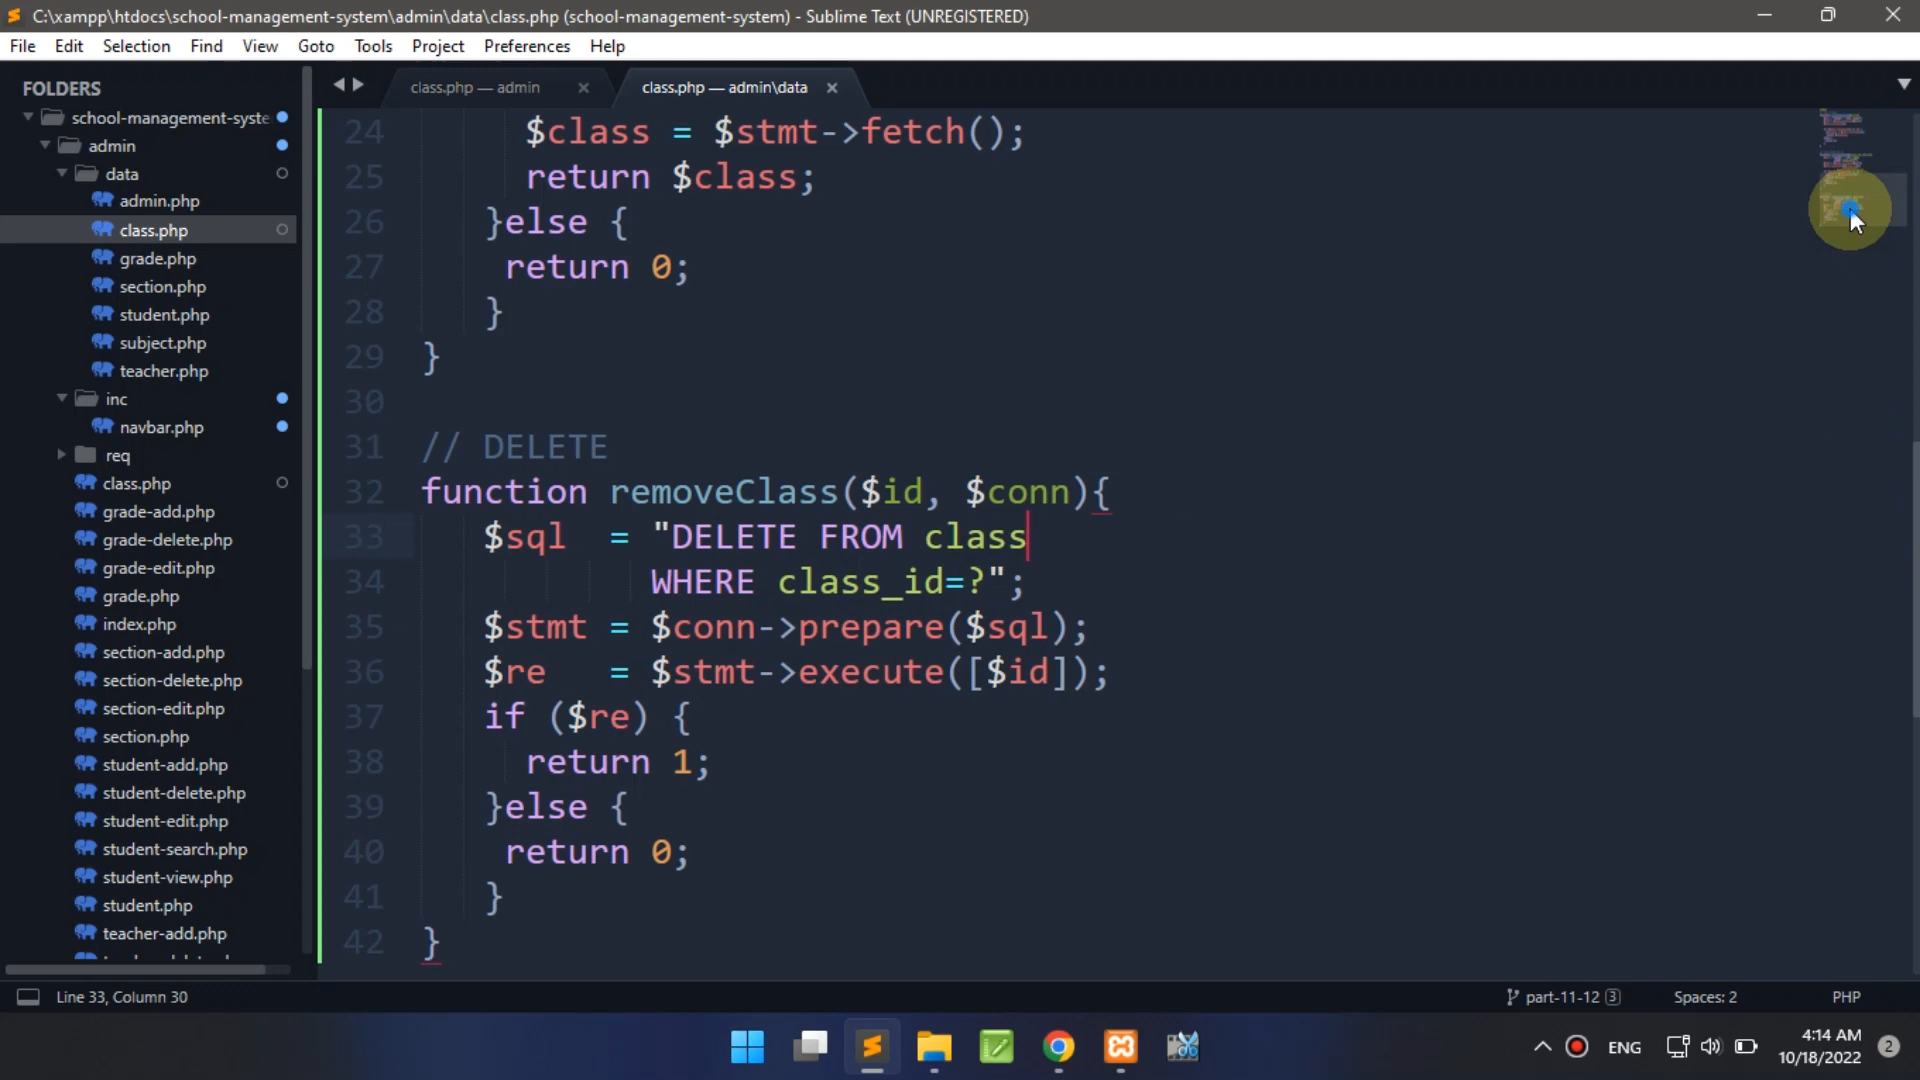 C:\xampp\htdocs\school-management-system\admin\data\class.php (school-management-system) - Sublime Text (UNREGISTERED)
File Edit Selection Find View Goto Tools Project Preferences Help
FOLDERS
school-management-syste
admin
data
admin.php
class.php
grade.php
section.php
student.php
subject.php
teacher.php
inc
navbar.php
req
class.php
grade-add.php
grade-delete.php
grade-edit.php
grade.php
index.php
section-add.php
section-delete.php
section-edit.php
section.php
student-add.php
student-delete.php
student-edit.php
student-search.php
student-view.php
student.php
teacher-add.php
class.php — admin
class.php — admin\data
24 $class = $stmt->fetch();
25 return $class;
26 }else {
27 return 0;
28 }
29 }
30
31 // DELETE
32 function removeClass($id, $conn){
33 $sql = "DELETE FROM class
34 WHERE class_id=?";
35 $stmt = $conn->prepare($sql);
36 $re = $stmt->execute([$id]);
37 if ($re) {
38 return 1;
39 }else {
40 return 0;
41 }
42 }
Line 33, Column 30
part-11-12 3
Spaces: 2
PHP
ENG
4:14 AM
10/18/2022
2